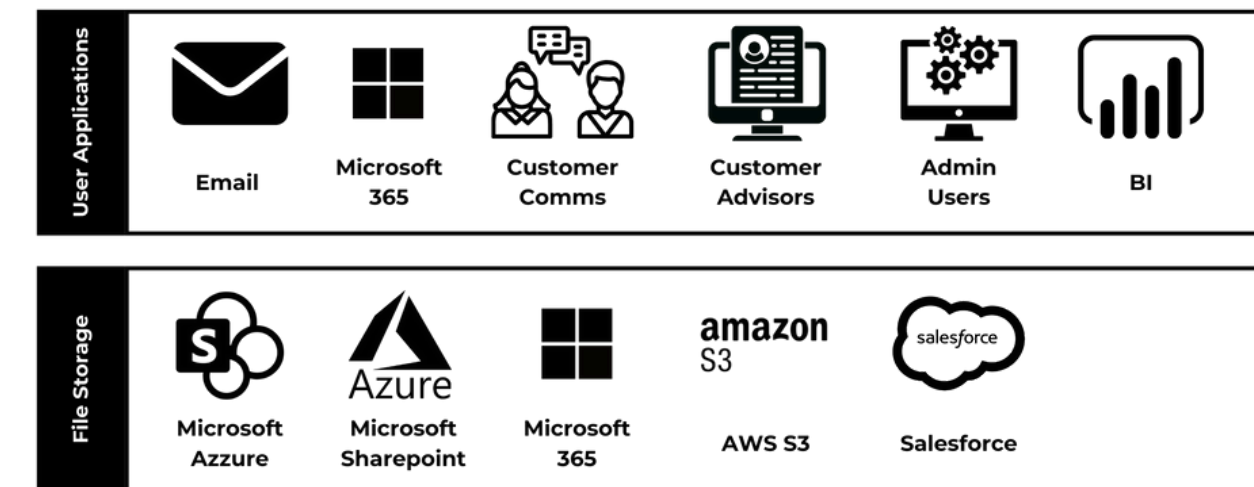 User Applications
Email
Microsoft
365
Customer
Comms
Customer
Advisors
Admin
Users
BI
File Storage
S
Azure
amazon
S3
salesforce
Microsoft
Azzure
Microsoft
Sharepoint
Microsoft
365
AWS S3
Salesforce